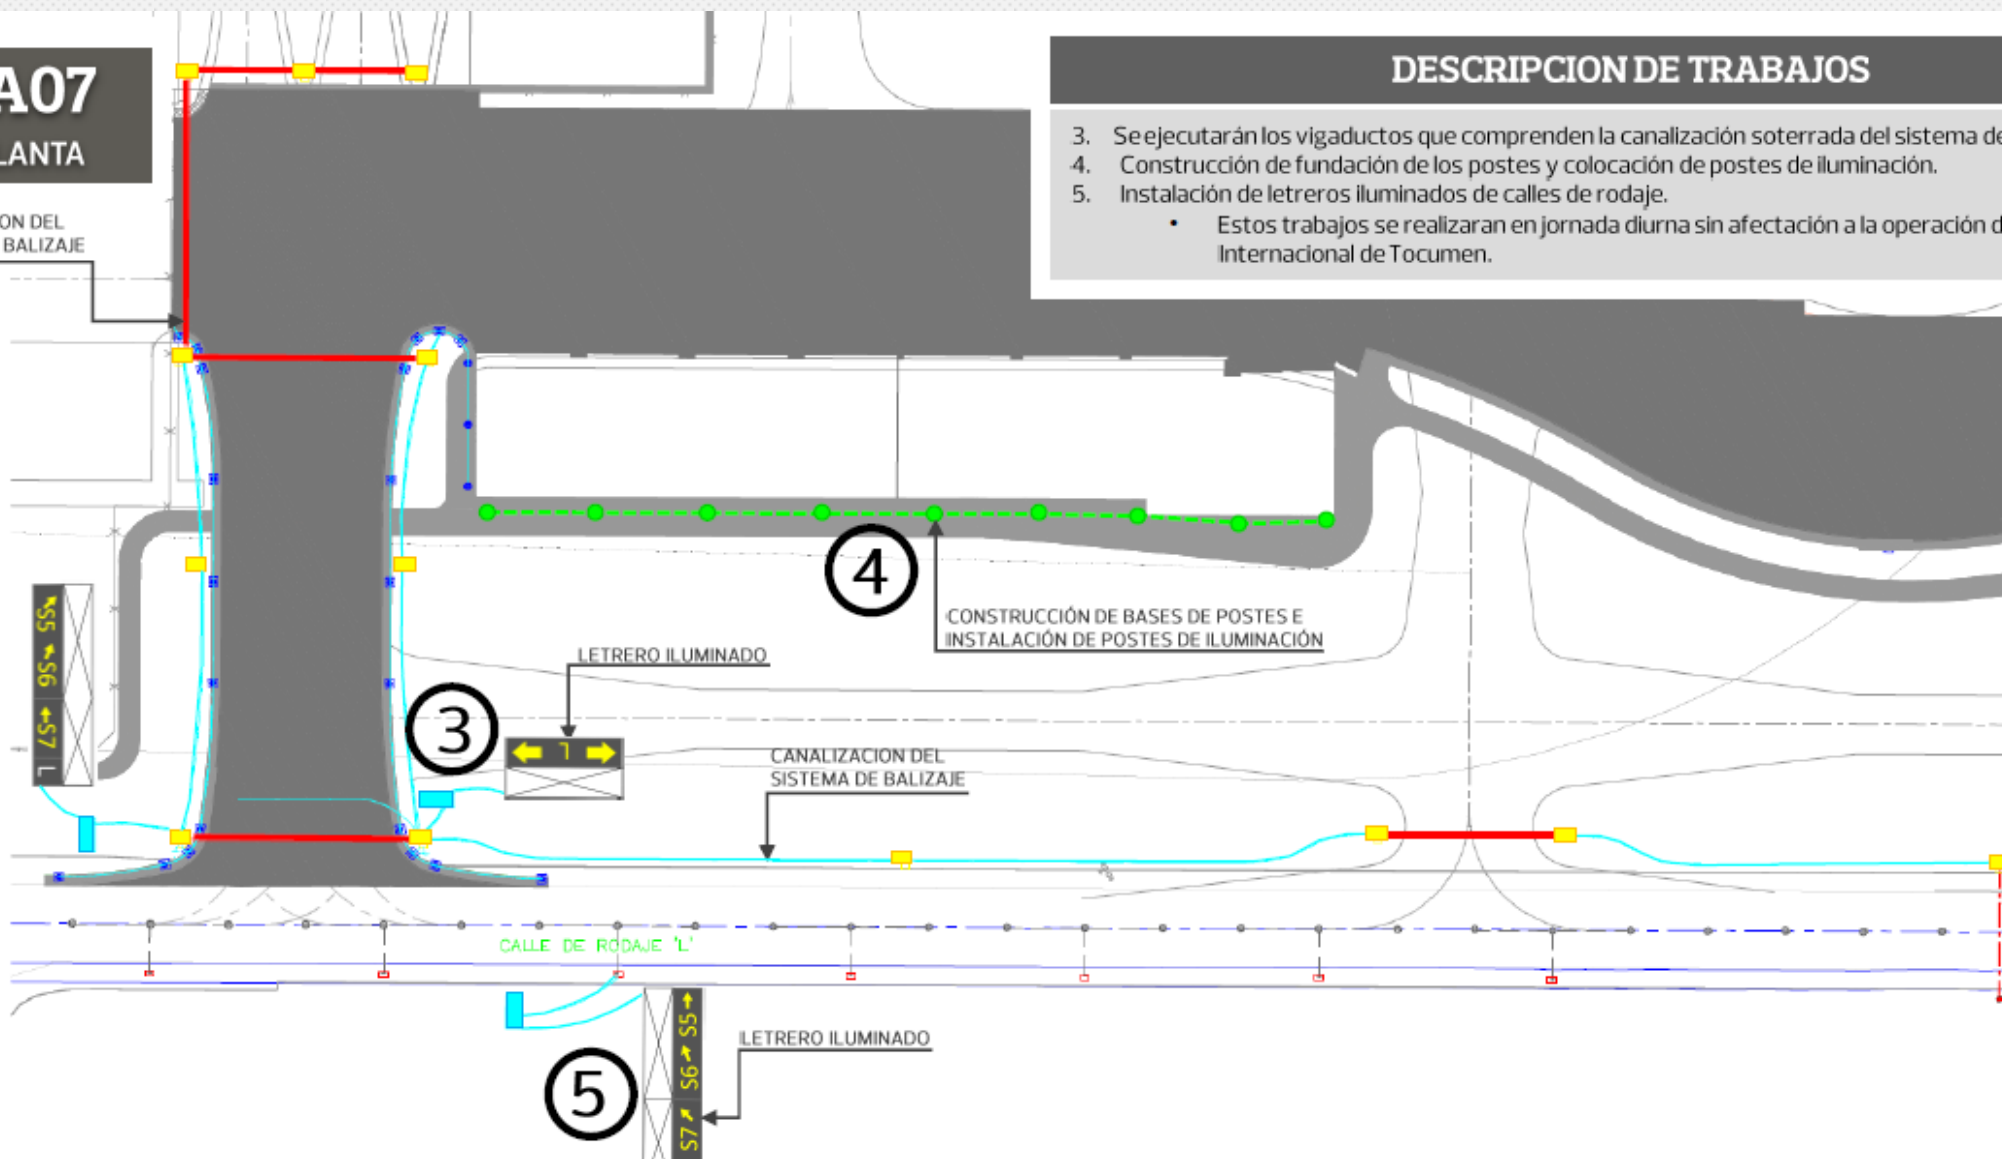 A07
LANTA
ON DEL
BALIZAJE
DESCRIPCION DE TRABAJOS
3. Se ejecutarán los vigaductos que comprenden la canalización soterrada del sistema de
4. Construcción de fundación de los postes y colocación de postes de iluminación.
5. Instalación de letreros iluminados de calles de rodaje.
• Estos trabajos se realizaran en jornada diurna sin afectación a la operación d
Internacional de Tocumen.
4
CONSTRUCCIÓN DE BASES DE POSTES E
INSTALACIÓN DE POSTES DE ILUMINACIÓN
S5 S6 ←S7 L
LETRERO ILUMINADO
3
← L →
CANALIZACION DEL
SISTEMA DE BALIZAJE
CALLE DE RODAJE 'L'
S7 S6 S5→
LETRERO ILUMINADO
5